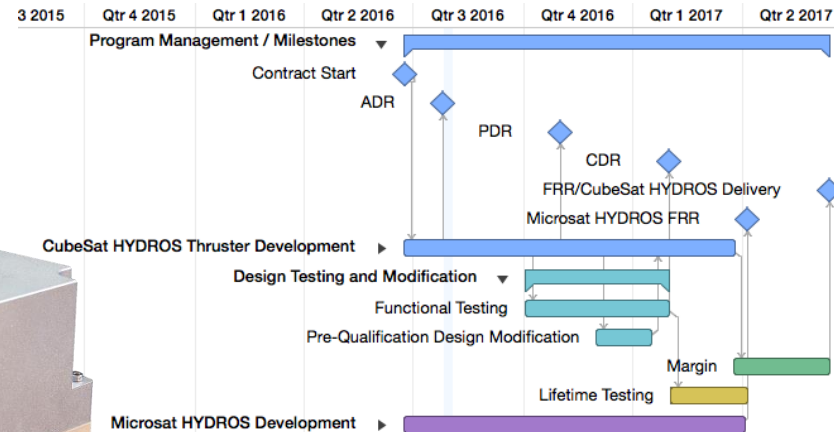 3 2015 Qtr 4 2015 Qtr 1 2016 Qtr 2 2016 Qtr 3 2016 Qtr 4 2016 Qtr 1 2017 Qtr 2 2017
Program Management / Milestones
Contract Start
ADR
PDR
CDR
FRR/CubeSat HYDROS Delivery
Microsat HYDROS FRR
CubeSat HYDROS Thruster Development
Design Testing and Modification
Functional Testing
Pre-Qualification Design Modification
Margin
Lifetime Testing
Microsat HYDROS Development